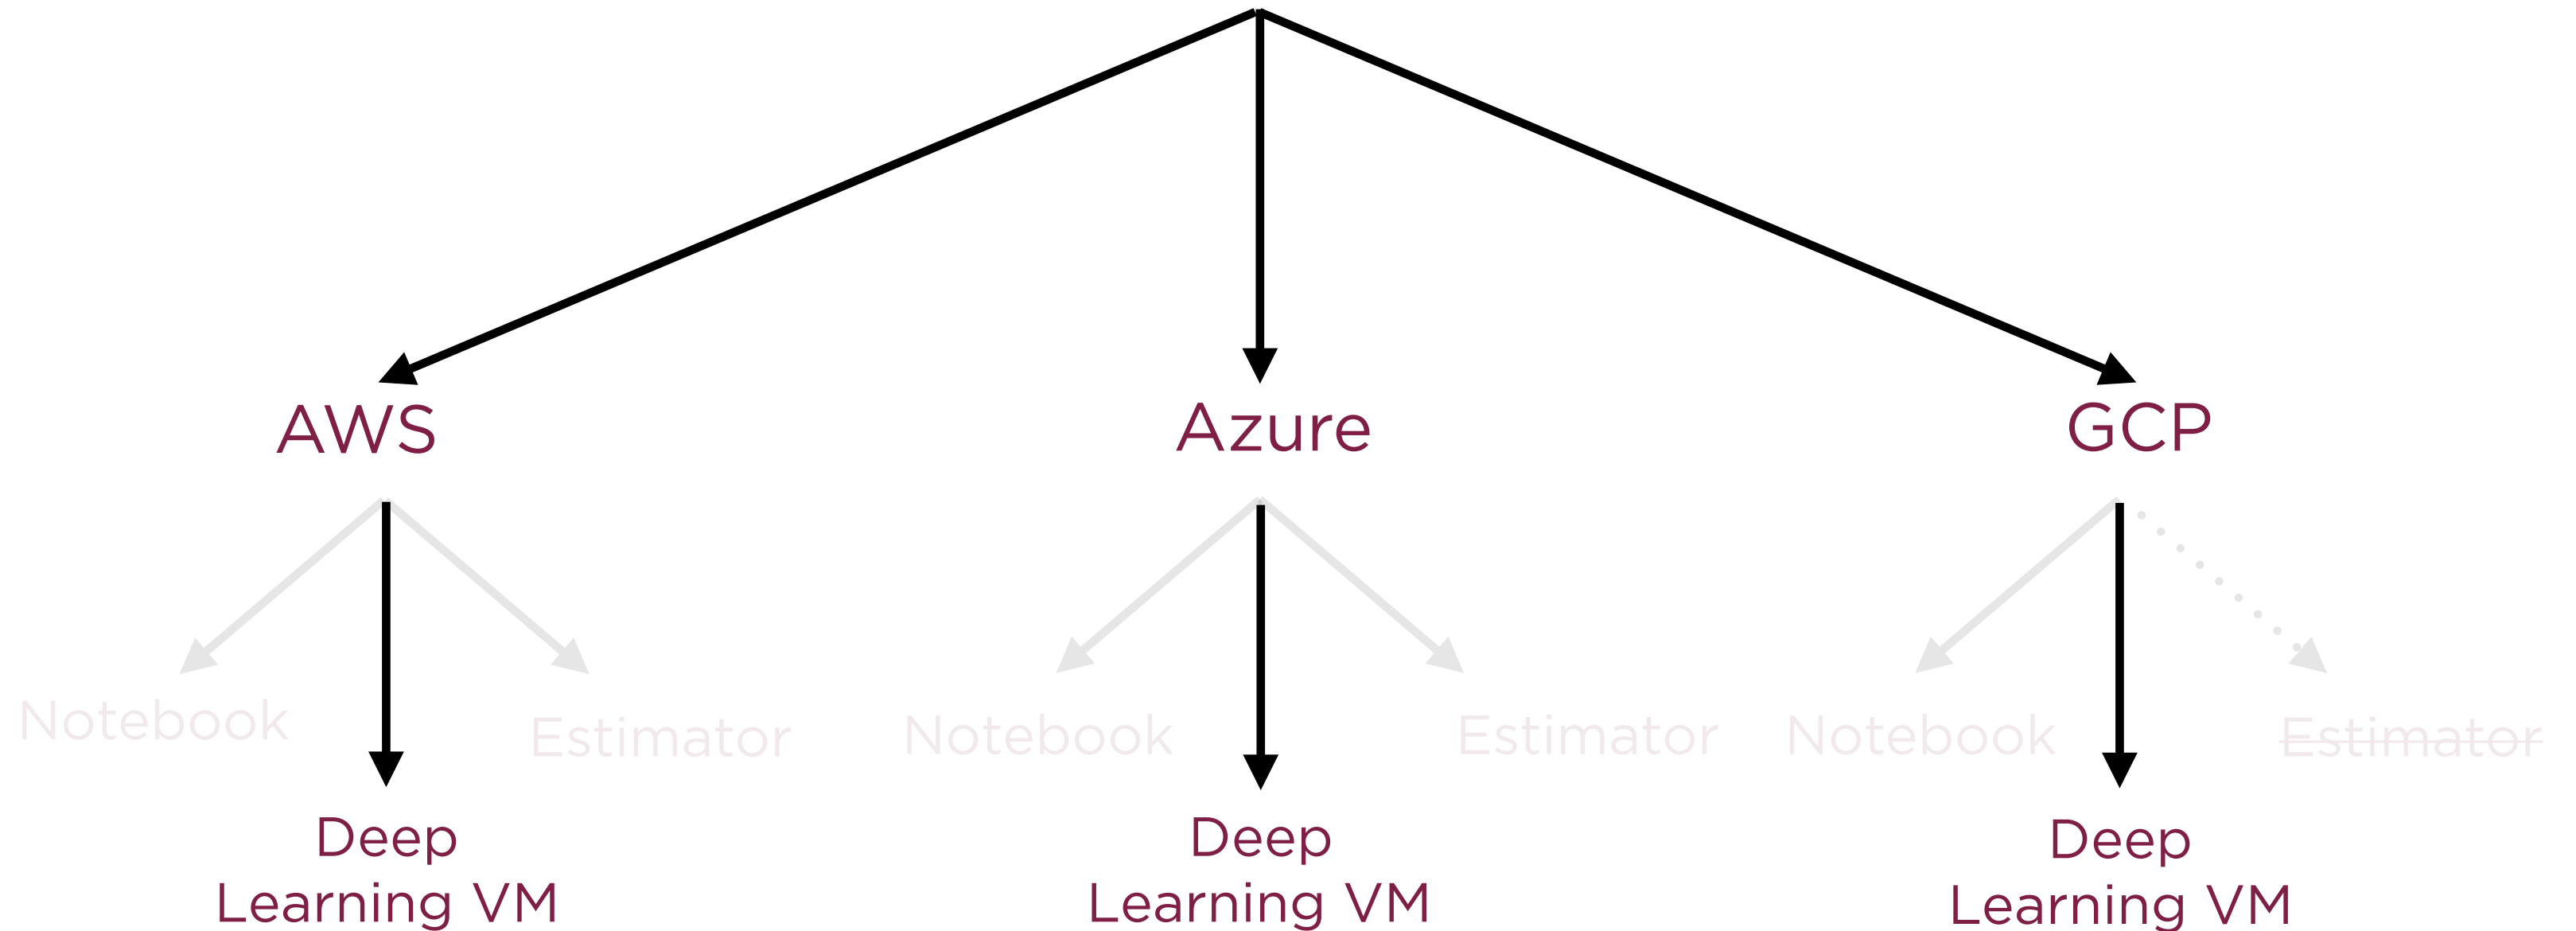 AWS
Azure
GCP
Notebook
Estimator
Notebook
Estimator
Notebook
Estimator
Deep
Learning VM
Deep
Learning VM
Deep
Learning VM